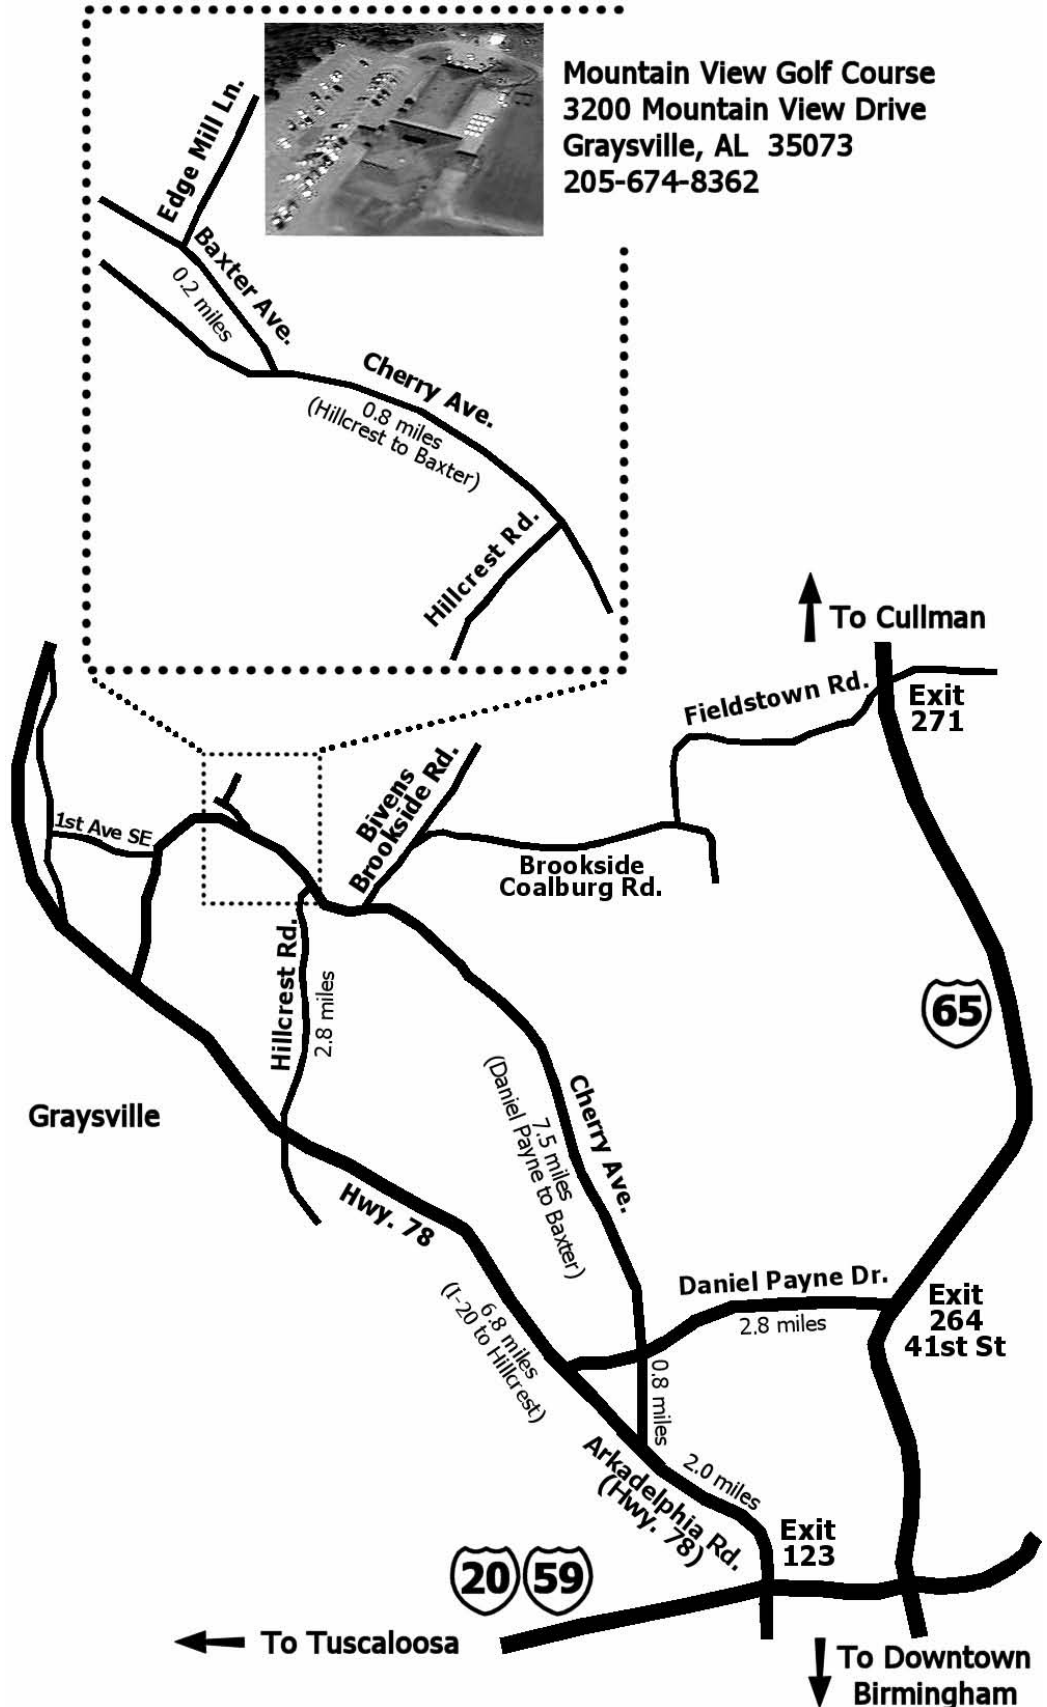 Mountain View Golf Course
3200 Mountain View Drive
Graysville, AL 35073
205-674-8362
Edge Mill Ln.
Baxter Ave.
0.2 miles
Cherry Ave.
0.8 miles
(Hillcrest to Baxter)
Hillcrest Rd.
To Cullman
Fieldstown Rd.
Exit
271
1st Ave SE
Bivens
Brookside Rd.
Brookside
Coalburg Rd.
Hillcrest Rd.
2.8 miles
65
Graysville
Cherry Ave.
7.5 miles
(Daniel Payne to Baxter)
Hwy. 78
6.8 miles
(I-20 to Hillcrest)
Daniel Payne Dr.
2.8 miles
Exit
264
41st St
0.8 miles
2.0 miles
Arkadelphia Rd.
(Hwy. 78)
Exit
123
20 59
To Tuscaloosa
To Downtown
Birmingham